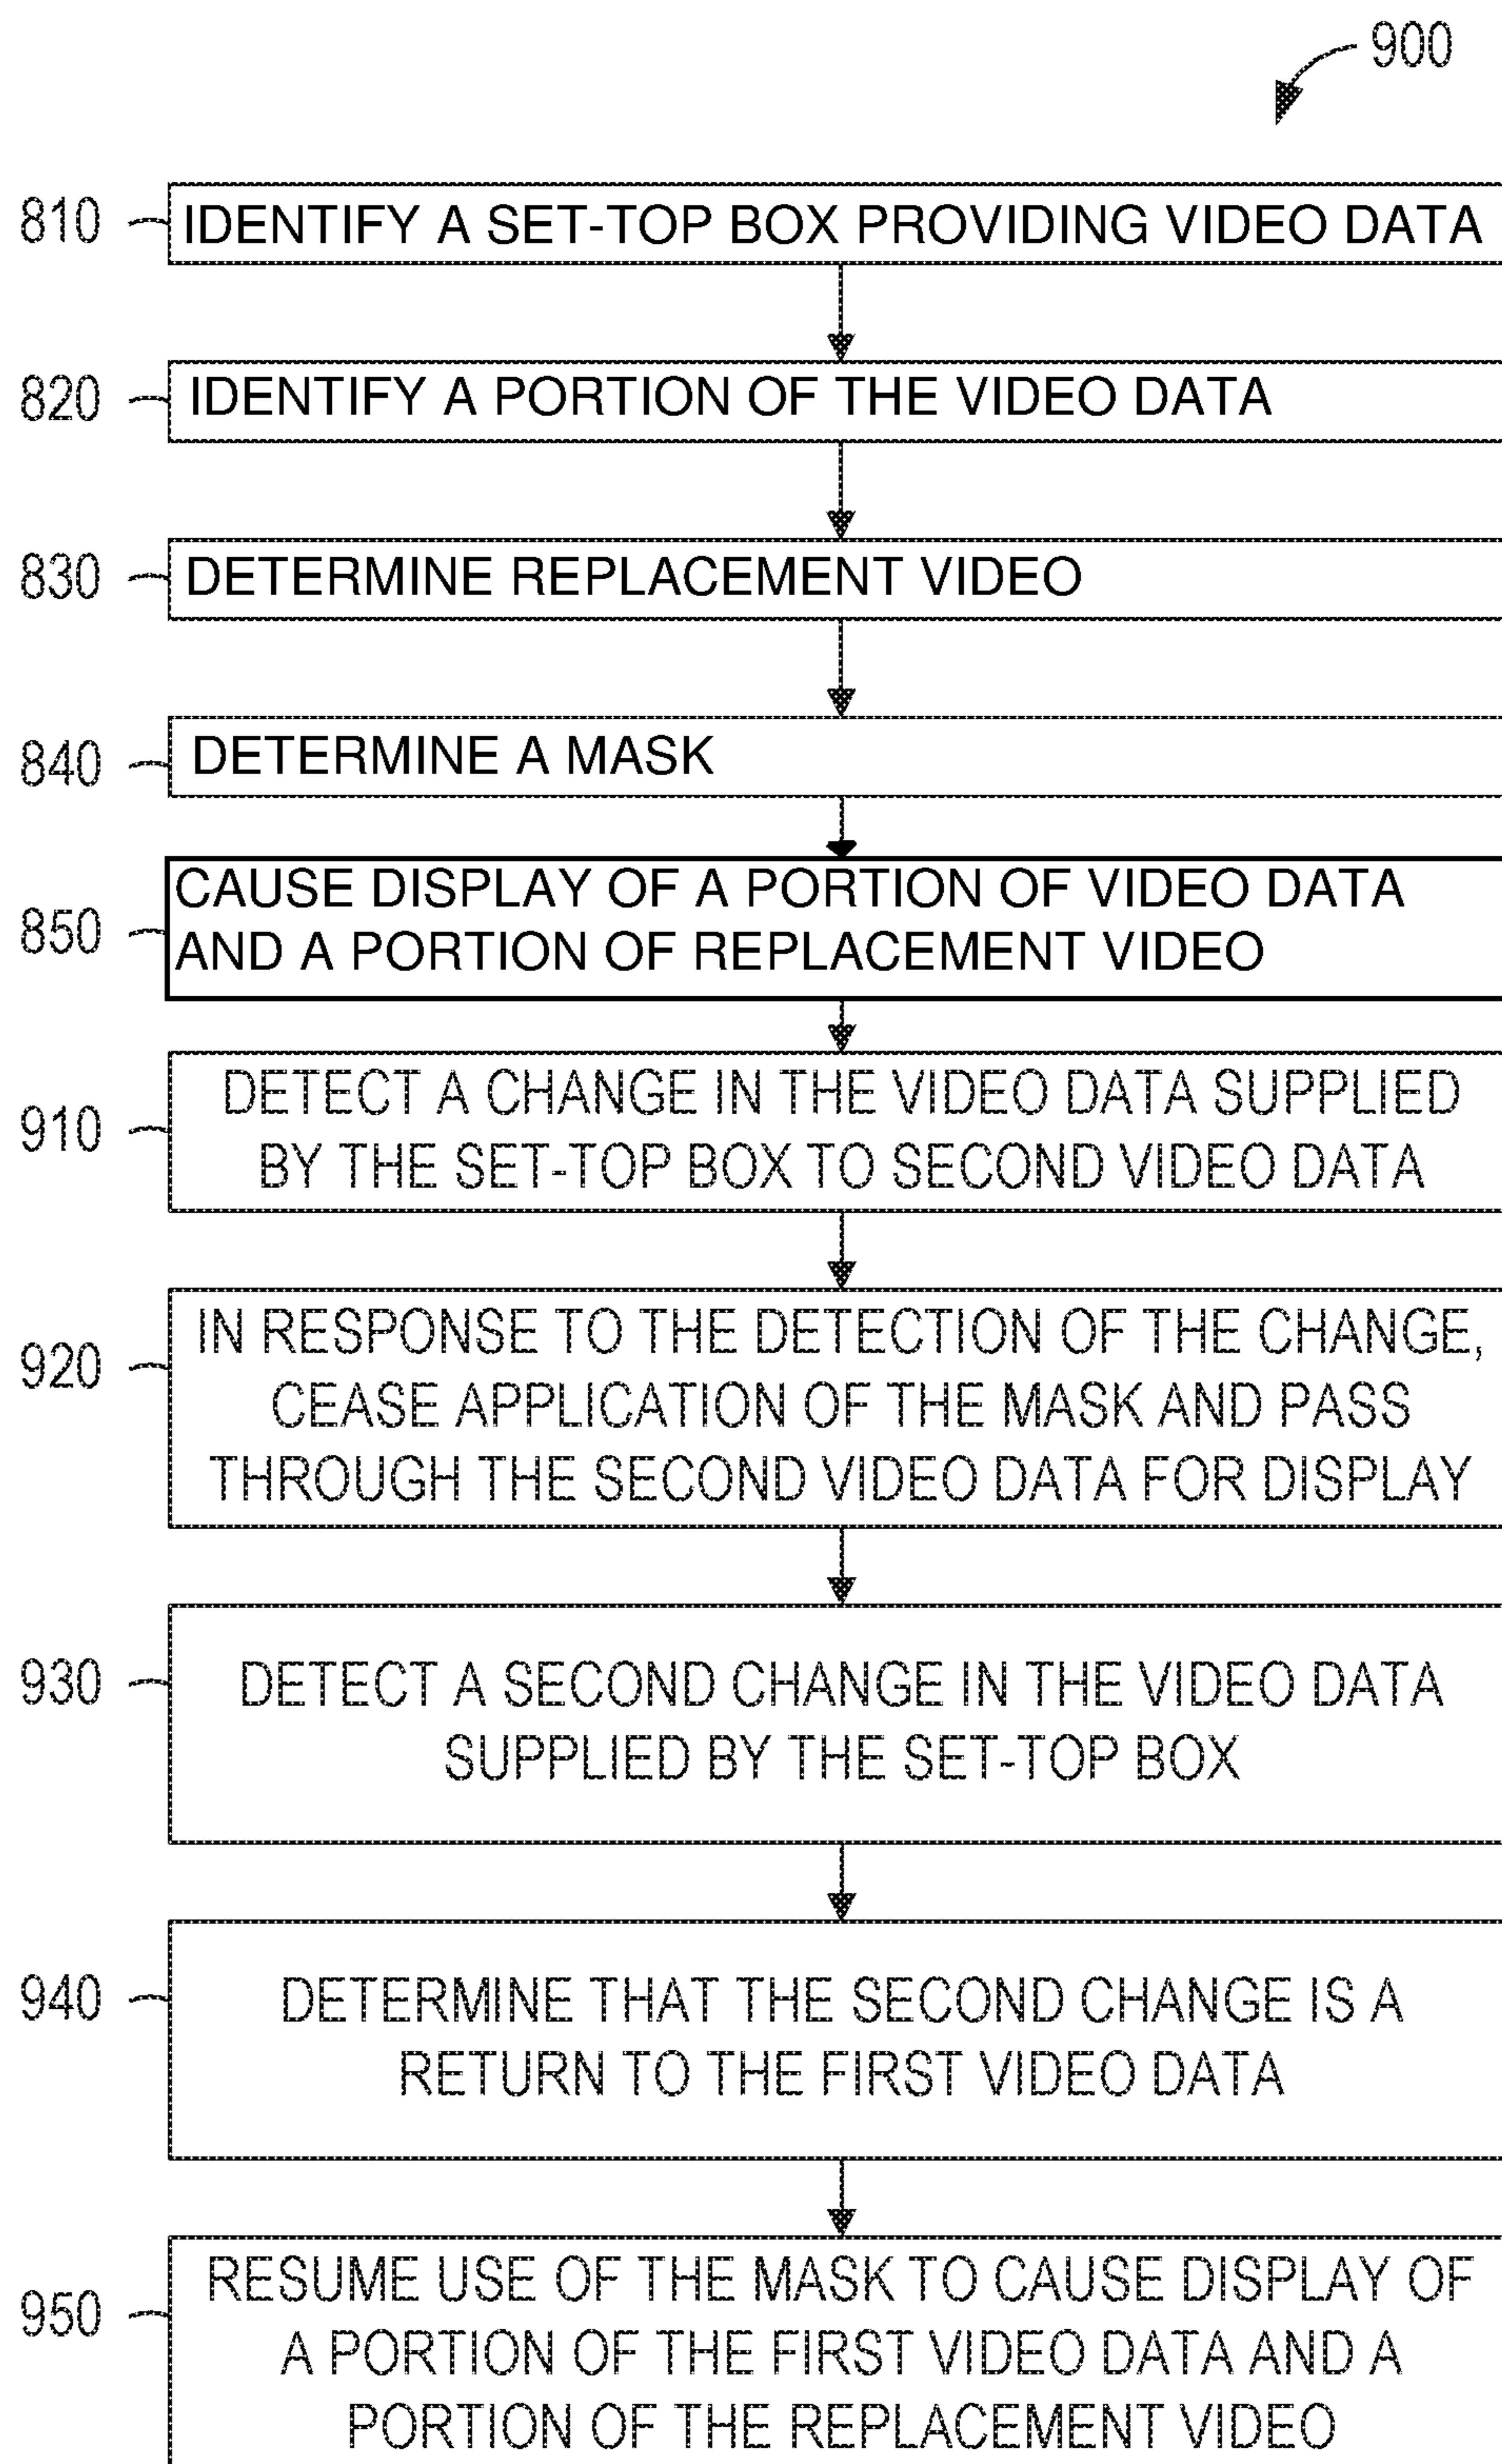 900
810 IDENTIFY A SET-TOP BOX PROVIDING VIDEO DATA
820 IDENTIFY A PORTION OF THE VIDEO DATA
830 DETERMINE REPLACEMENT VIDEO
840 DETERMINE A MASK
850 CAUSE DISPLAY OF A PORTION OF VIDEO DATA
AND A PORTION OF REPLACEMENT VIDEO
910 DETECT A CHANGE IN THE VIDEO DATA SUPPLIED
BY THE SET-TOP BOX TO SECOND VIDEO DATA
920 IN RESPONSE TO THE DETECTION OF THE CHANGE,
CEASE APPLICATION OF THE MASK AND PASS
THROUGH THE SECOND VIDEO DATA FOR DISPLAY
930 DETECT A SECOND CHANGE IN THE VIDEO DATA
SUPPLIED BY THE SET-TOP BOX
940 DETERMINE THAT THE SECOND CHANGE IS A
RETURN TO THE FIRST VIDEO DATA
950 RESUME USE OF THE MASK TO CAUSE DISPLAY OF
A PORTION OF THE FIRST VIDEO DATA AND A
PORTION OF THE REPLACEMENT VIDEO